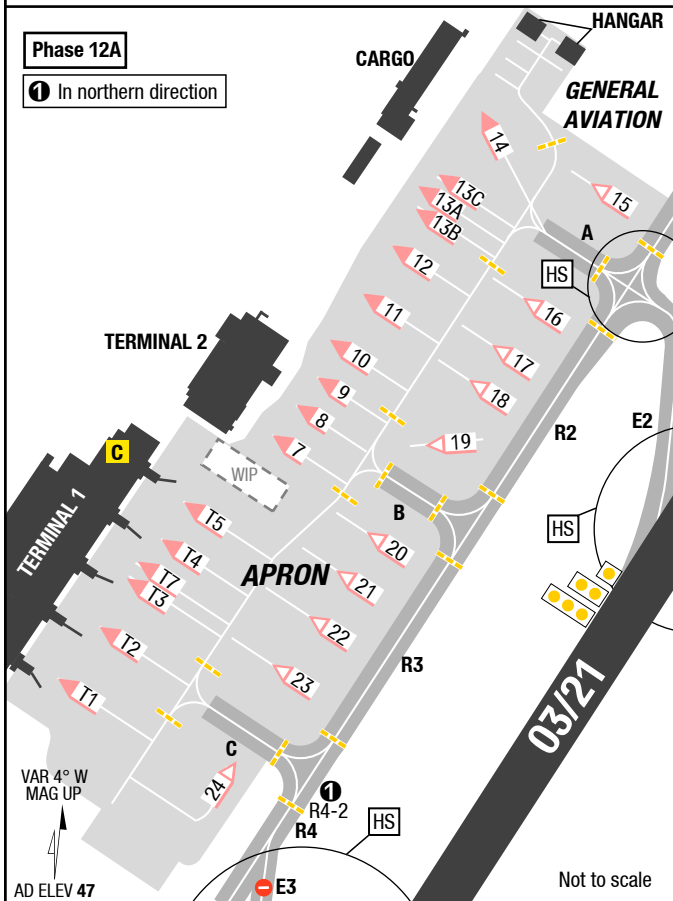 HANGAR
Phase 12A
CARGO
1 In northern direction
GENERAL
AVIATION
14
13C
13A
13B
15
A
12
HS
11
16
TERMINAL 2
10
17
9
18
E2
8
R2
C
7
19
WIP
HS
TERMINAL 1
B
T5
20
T4
APRON
21
T7
T3
22
T2
R3
23
T1
03/21
C
VAR 4° W
MAG UP
24
1
R4-2
R4
HS
AD ELEV 47
E3
Not to scale